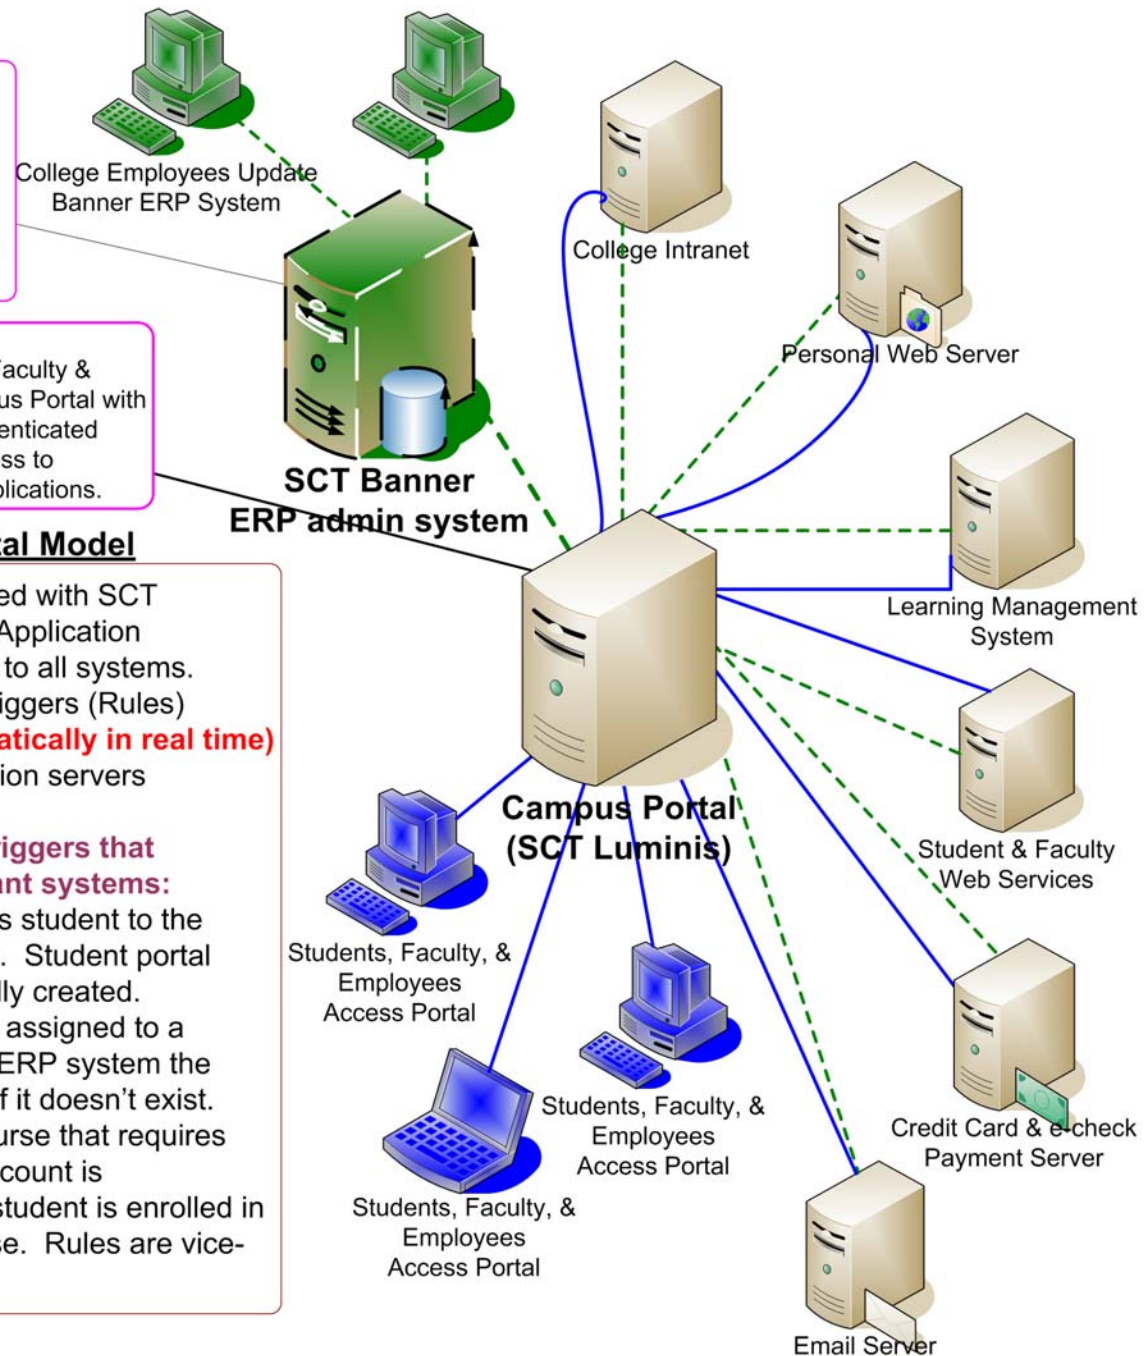 College Employees Update
Banner ERP System
College Intranet
Personal Web Server
Faculty &
us Portal with
enticated
ess to
plications.
SCT Banner
ERP admin system
tal Model
ed with SCT
Application
to all systems.
iggers (Rules)
atically in real time)
ion servers
riggers that
ant systems:
s student to the
. Student portal
lly created.
assigned to a
ERP system the
f it doesn't exist.
urse that requires
count is
student is enrolled in
se. Rules are vice-
Learning Management
System
Campus Portal
(SCT Luminis)
Student & Faculty
Web Services
Students, Faculty, &
Employees
Access Portal
Students, Faculty, &
Employees
Access Portal
Students, Faculty, &
Employees
Access Portal
Credit Card & e-check
Payment Server
Email Server